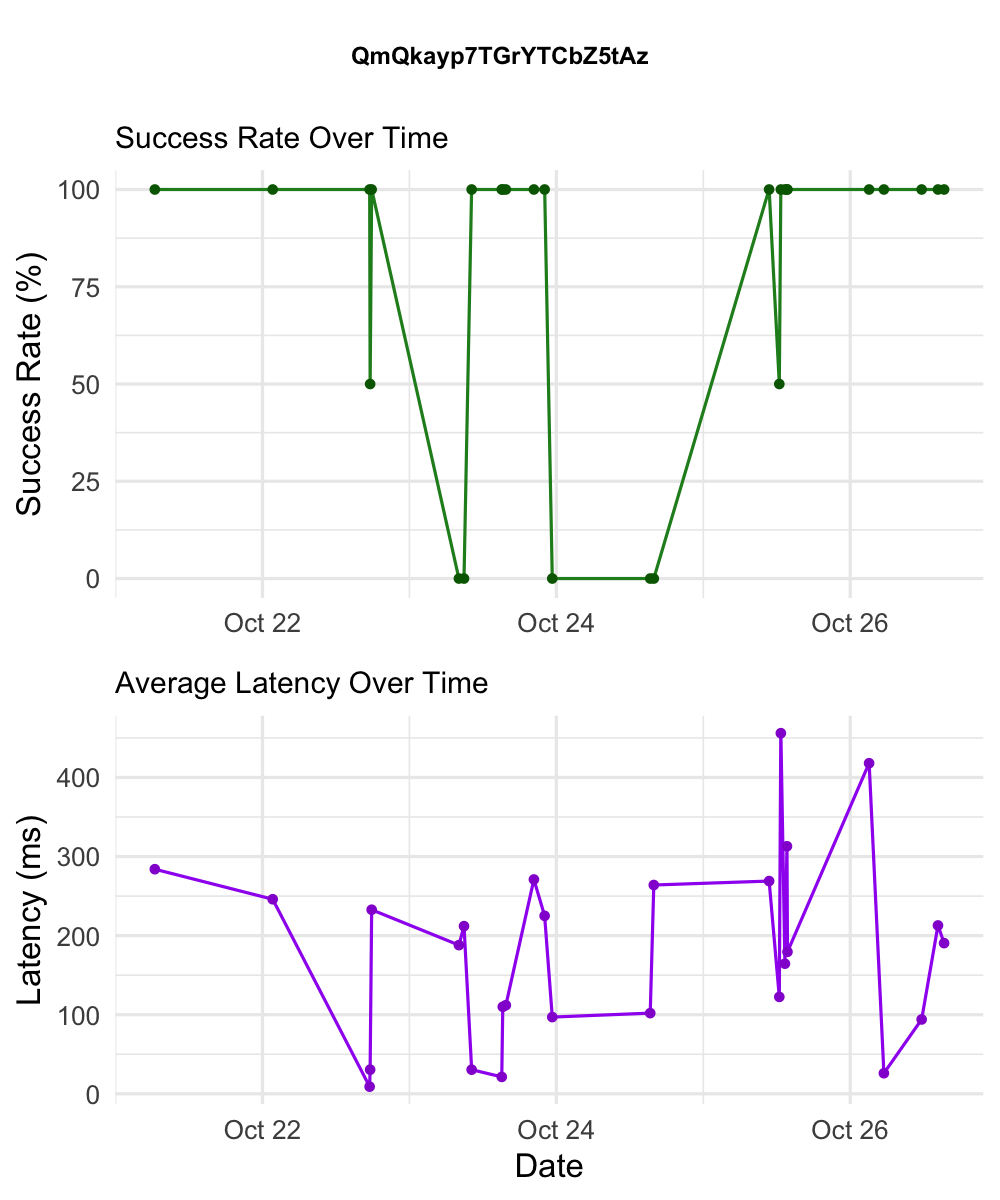 QmQkayp7TGrYTCbZ5tAz
Success Rate Over Time
Success Rate (%)
100
75
50
25
0
Oct 22 Oct 24 Oct 26
Average Latency Over Time
Latency (ms)
400
300
200
100
0
Oct 22 Oct 24 Oct 26
Date